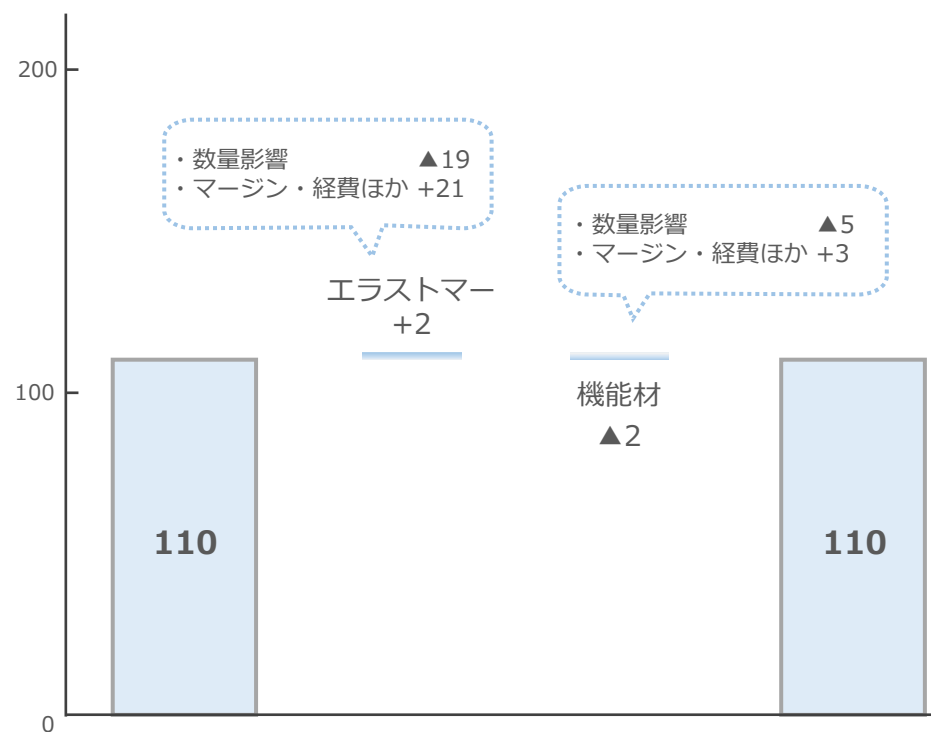 200
・数量影響 ▲19
・マージン・経費ほか +21
・数量影響 ▲5
・マージン・経費ほか +3
エラストマー
+2
100
機能材
▲2
110
110
0